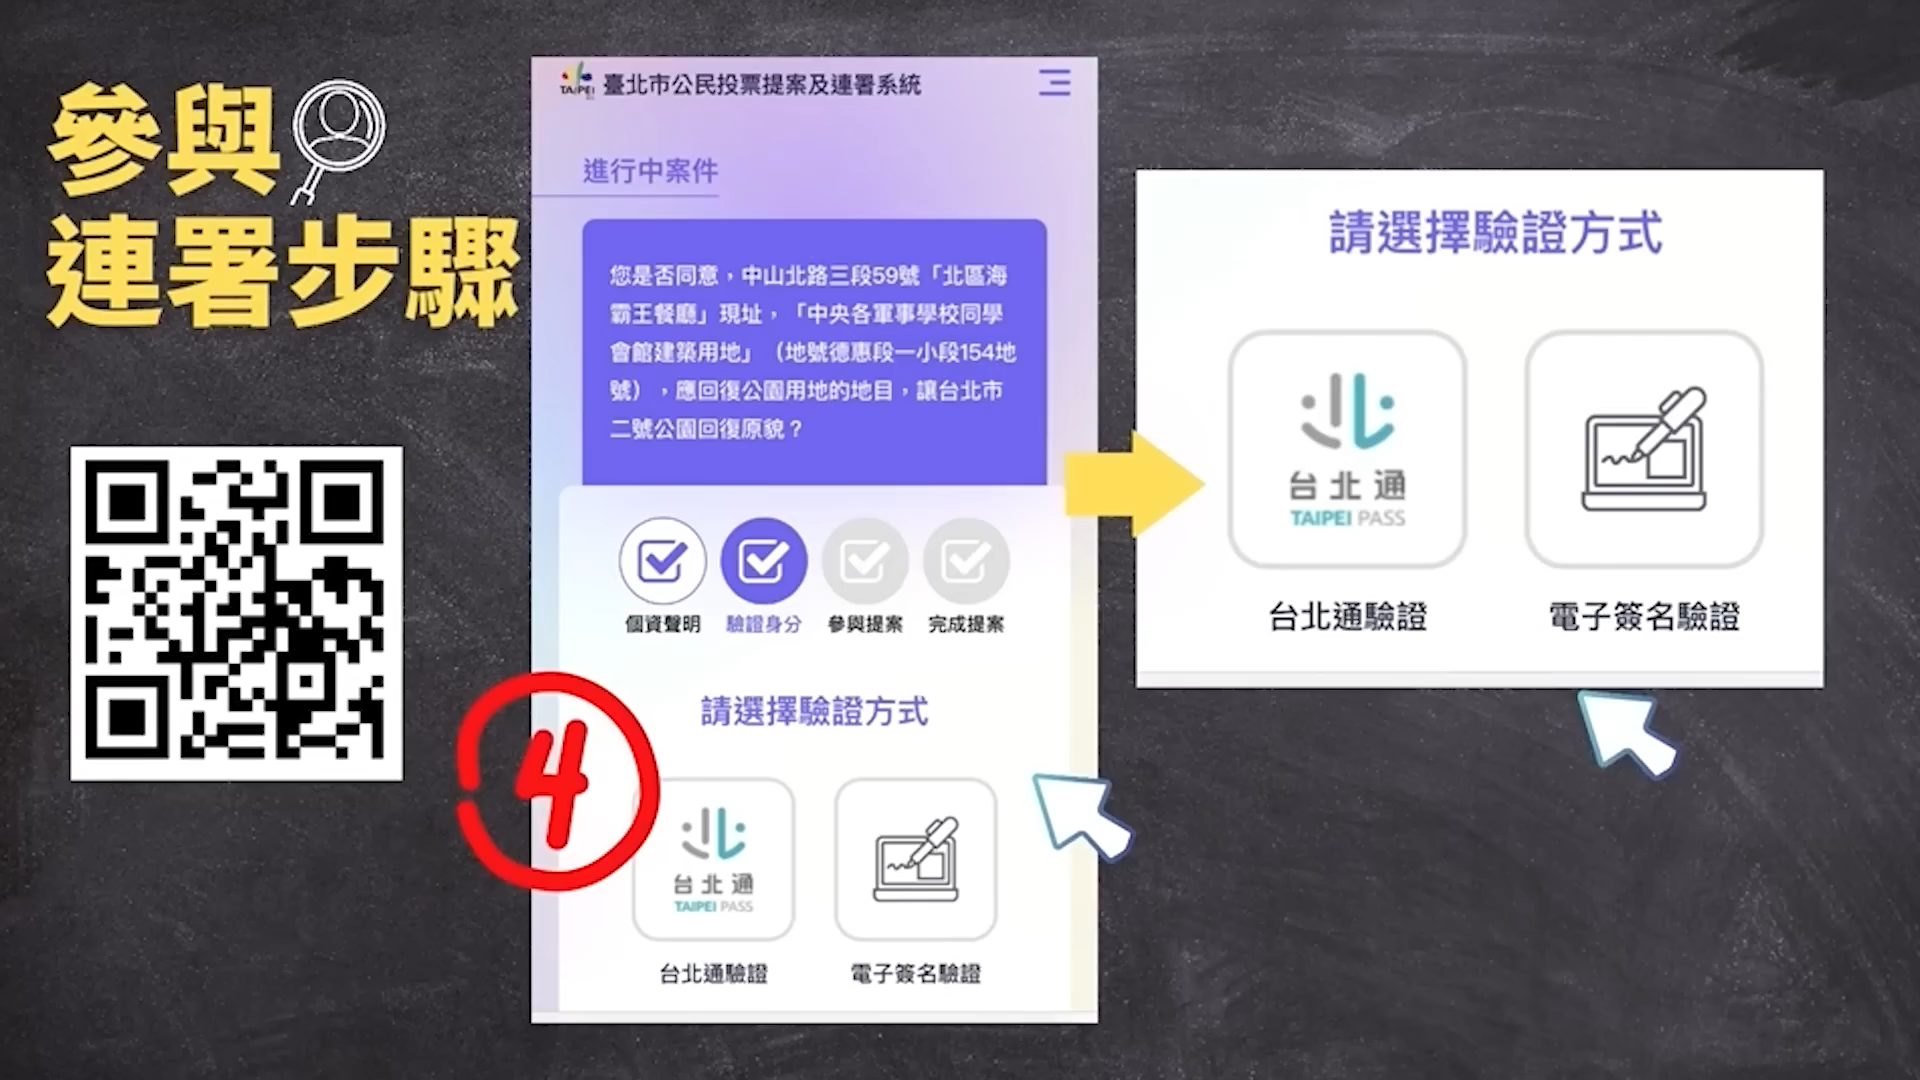 參與
連署步驟
TAIPEI
臺北市公民投票提案及連署系統
進行中案件
您是否同意，中山北路三段59號「北區海
霸王餐廳」現址，「中央各軍事學校同學
會館建築用地」（地號德惠段一小段154地
號），應回復公園用地的地目，讓台北市
二號公園回復原貌？
個資聲明
驗證身分
參與提案
完成提案
請選擇驗證方式
4
台北通
TAIPEI PASS
台北通驗證
電子簽名驗證
請選擇驗證方式
台北通
TAIPEI PASS
台北通驗證
電子簽名驗證